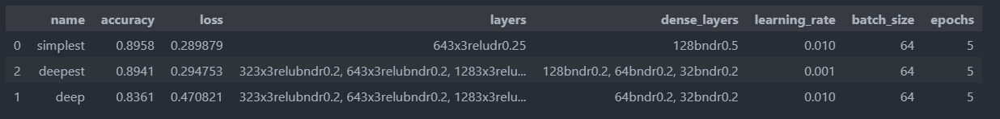 name accuracy loss layers dense_layers learning_rate batch_size epochs
0 simplest 0.8958 0.289879 643x3reludr0.25 128bndr0.5 0.010 64 5
2 deepest 0.8941 0.294753 323x3relubndr0.2, 643x3relubndr0.2, 1283x3relu... 128bndr0.2, 64bndr0.2, 32bndr0.2 0.001 64 5
1 deep 0.8361 0.470821 323x3relubndr0.2, 643x3relubndr0.2, 1283x3relu... 64bndr0.2, 32bndr0.2 0.010 64 5